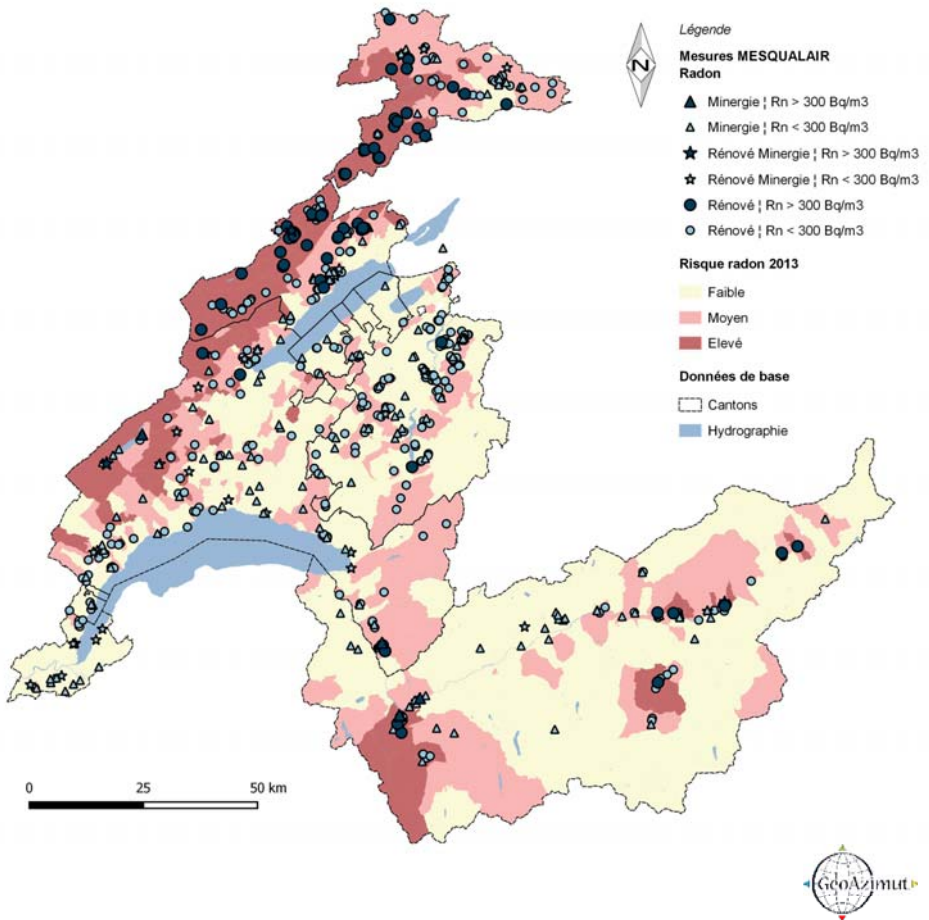 Légende
Mesures MESQUALAIR
Radon
N
Minergie ¦ Rn > 300 Bq/m3
Minergie ¦ Rn < 300 Bq/m3
Rénové Minergie ¦ Rn > 300 Bq/m3
Rénové Minergie ¦ Rn < 300 Bq/m3
Rénové ¦ Rn > 300 Bq/m3
Rénové ¦ Rn < 300 Bq/m3
Risque radon 2013
Faible
Moyen
Elevé
Données de base
Cantons
Hydrographie
0 25 50 km
GeoAzimut